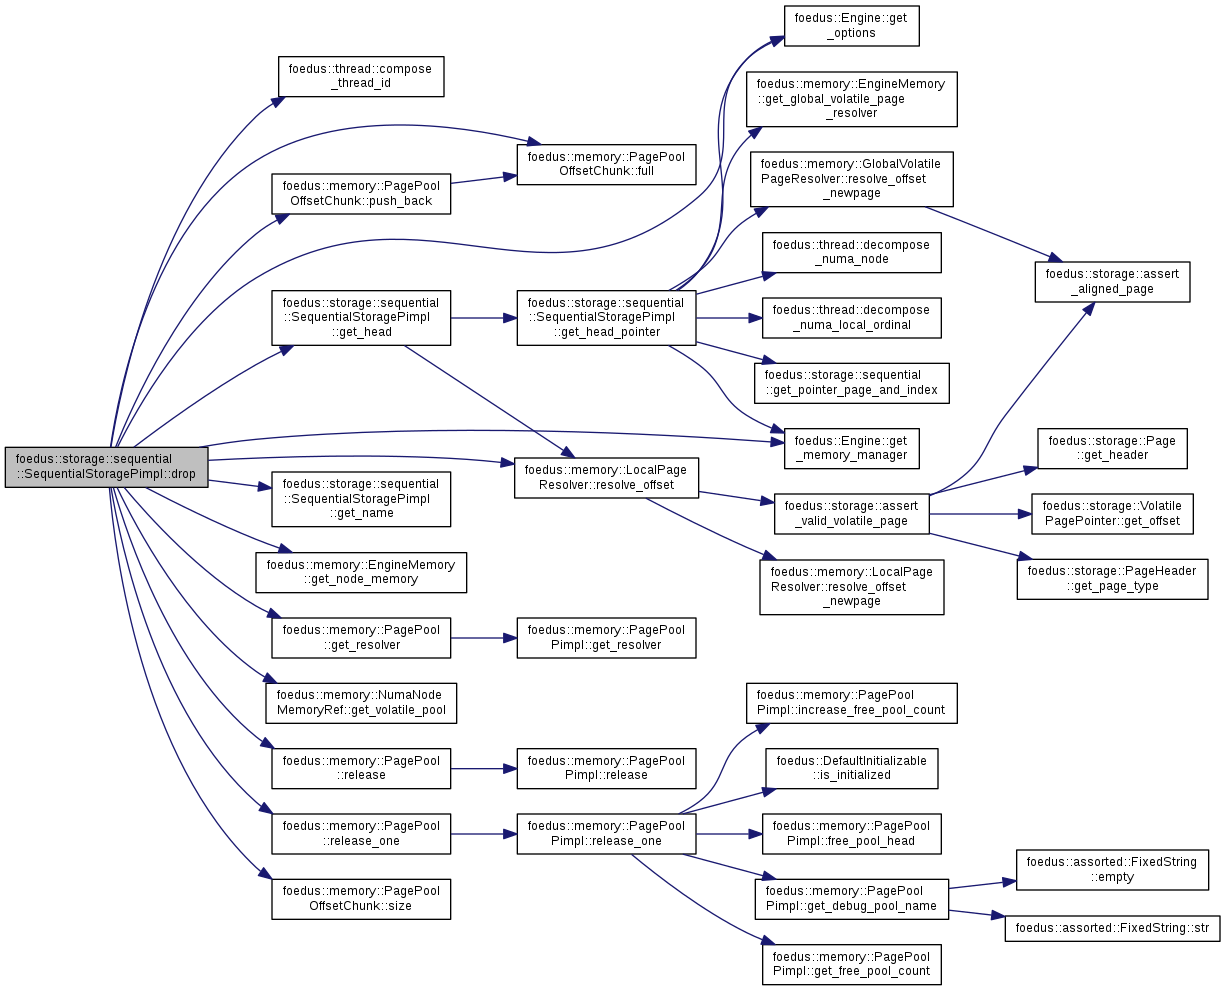 foedus::storage::sequential
::SequentialStoragePimpl::drop
foedus::thread::compose
_thread_id
foedus::memory::PagePool
OffsetChunk::push_back
foedus::storage::sequential
::SequentialStoragePimpl
::get_head
foedus::storage::sequential
::SequentialStoragePimpl
::get_name
foedus::memory::EngineMemory
::get_node_memory
foedus::memory::PagePool
::get_resolver
foedus::memory::NumaNode
MemoryRef::get_volatile_pool
foedus::memory::PagePool
::release
foedus::memory::PagePool
::release_one
foedus::memory::PagePool
OffsetChunk::size
foedus::memory::PagePool
OffsetChunk::full
foedus::storage::sequential
::SequentialStoragePimpl
::get_head_pointer
foedus::memory::LocalPage
Resolver::resolve_offset
foedus::memory::PagePool
Pimpl::get_resolver
foedus::memory::PagePool
Pimpl::release
foedus::memory::PagePool
Pimpl::release_one
foedus::Engine::get
_options
foedus::memory::EngineMemory
::get_global_volatile_page
_resolver
foedus::memory::GlobalVolatile
PageResolver::resolve_offset
_newpage
foedus::thread::decompose
_numa_node
foedus::thread::decompose
_numa_local_ordinal
foedus::storage::sequential
::get_pointer_page_and_index
foedus::Engine::get
_memory_manager
foedus::storage::assert
_valid_volatile_page
foedus::memory::LocalPage
Resolver::resolve_offset
_newpage
foedus::memory::PagePool
Pimpl::increase_free_pool_count
foedus::DefaultInitializable
::is_initialized
foedus::memory::PagePool
Pimpl::free_pool_head
foedus::memory::PagePool
Pimpl::get_debug_pool_name
foedus::memory::PagePool
Pimpl::get_free_pool_count
foedus::storage::assert
_aligned_page
foedus::storage::Page
::get_header
foedus::storage::Volatile
PagePointer::get_offset
foedus::storage::PageHeader
::get_page_type
foedus::assorted::FixedString
::empty
foedus::assorted::FixedString::str